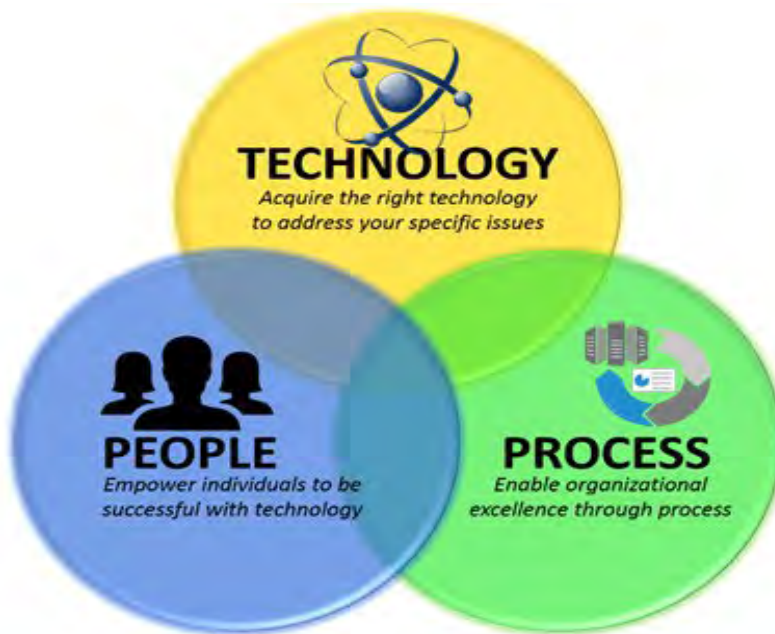 TECHNOLOGY
Acquire the right technology
to address your specific issues
PEOPLE
Empower individuals to be
successful with technology
PROCESS
Enable organizational
excellence through process